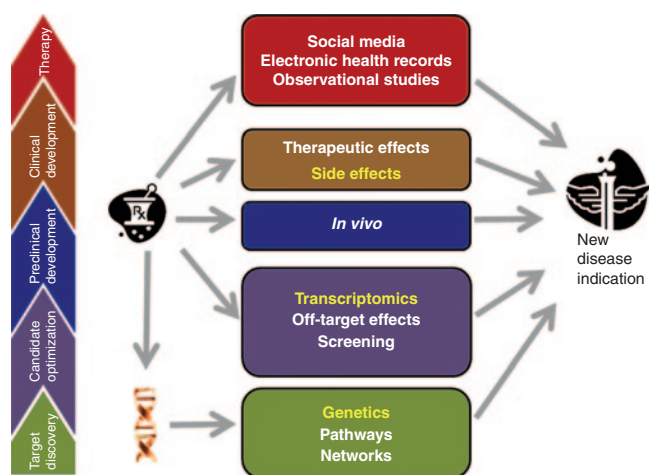 Therapy
Clinical development
Preclinical development
Candidate optimization
Target
discovery
Social media
Electronic health records
Observational studies
Therapeutic effects
Side effects
In vivo
Transcriptomics
Off-target effects
Screening
Genetics
Pathways
Networks
Rx
New
disease
indication